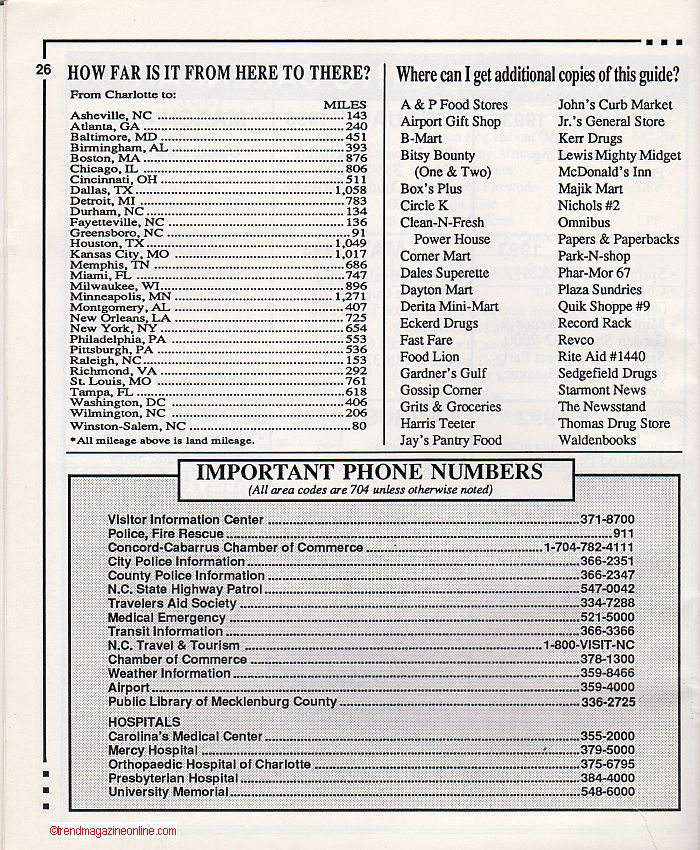 26
HOW FAR IS IT FROM HERE TO THERE?
From Charlotte to:
MILES
Asheville, NC 143
Atlanta, GA 240
Baltimore, MD 451
Birmingham, AL 393
Boston, MA 876
Chicago, IL 806
Cincinnati, OH 511
Dallas, TX 1,058
Detroit, MI 783
Durham, NC 134
Fayetteville, NC 136
Greensboro, NC 91
Houston, TX 1,049
Kansas City, MO 1,017
Memphis, TN 686
Miami, FL 747
Milwaukee, WI 896
Minneapolis, MN 1,271
Montgomery, AL 407
New Orleans, LA 725
New York, NY 654
Philadelphia, PA 553
Pittsburgh, PA 536
Raleigh, NC 153
Richmond, VA 292
St. Louis, MO 761
Tampa, FL 618
Washington, DC 406
Wilmington, NC 206
Winston-Salem, NC 80
*All mileage above is land mileage.
Where can I get additional copies of this guide?
A & P Food Stores
Airport Gift Shop
B-Mart
Bitsy Bounty
(One & Two)
Box's Plus
Circle K
Clean-N-Fresh
Power House
Corner Mart
Dales Superette
Dayton Mart
Derita Mini-Mart
Eckerd Drugs
Fast Fare
Food Lion
Gardner's Gulf
Gossip Corner
Grits & Groceries
Harris Teeter
Jay's Pantry Food
John's Curb Market
Jr.'s General Store
Kerr Drugs
Lewis Mighty Midget
McDonald's Inn
Majik Mart
Nichols #2
Omnibus
Papers & Paperbacks
Park-N-shop
Phar-Mor 67
Plaza Sundries
Quik Shoppe #9
Record Rack
Revco
Rite Aid #1440
Sedgefield Drugs
Starmont News
The Newsstand
Thomas Drug Store
Waldenbooks
IMPORTANT PHONE NUMBERS
(All area codes are 704 unless otherwise noted)
Visitor Information Center 371-8700
Police, Fire Rescue 911
Concord-Cabarrus Chamber of Commerce 1-704-782-4111
City Police Information 366-2351
County Police Information 366-2347
N.C. State Highway Patrol 547-0042
Travelers Aid Society 334-7288
Medical Emergency 521-5000
Transit Information 366-3366
N.C. Travel & Tourism 1-800-VISIT-NC
Chamber of Commerce 378-1300
Weather Information 359-8466
Airport 359-4000
Public Library of Mecklenburg County 336-2725
HOSPITALS
Carolina's Medical Center 355-2000
Mercy Hospital 379-5000
Orthopaedic Hospital of Charlotte 375-6795
Presbyterian Hospital 384-4000
University Memorial 548-6000
©trendmagazineonline.com